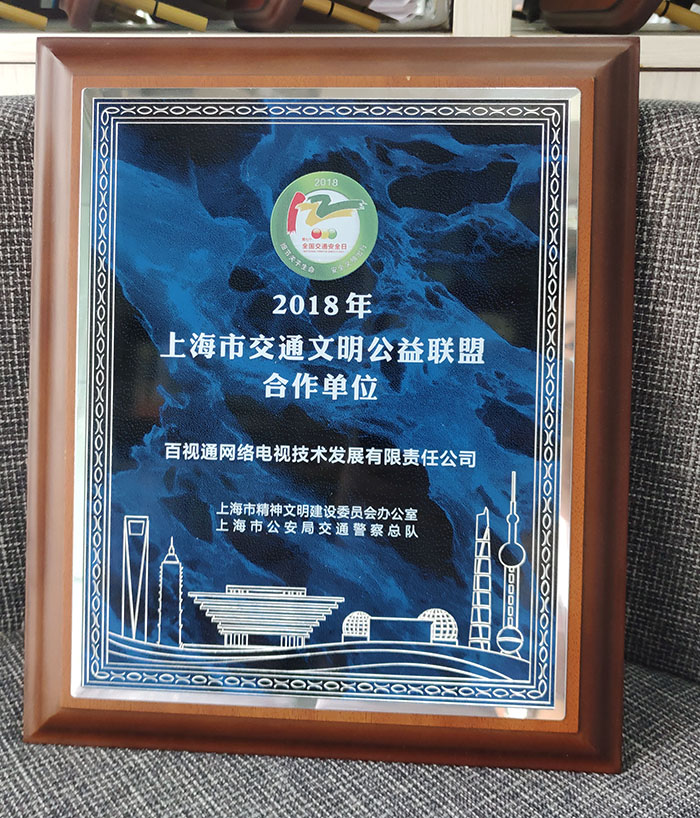 2018
全国交通安全日
2018年
上海市交通文明公益联盟
合作单位
百视通网络电视技术发展有限责任公司
上海市精神文明建设委员会办公室
上海市公安局交通警察总队